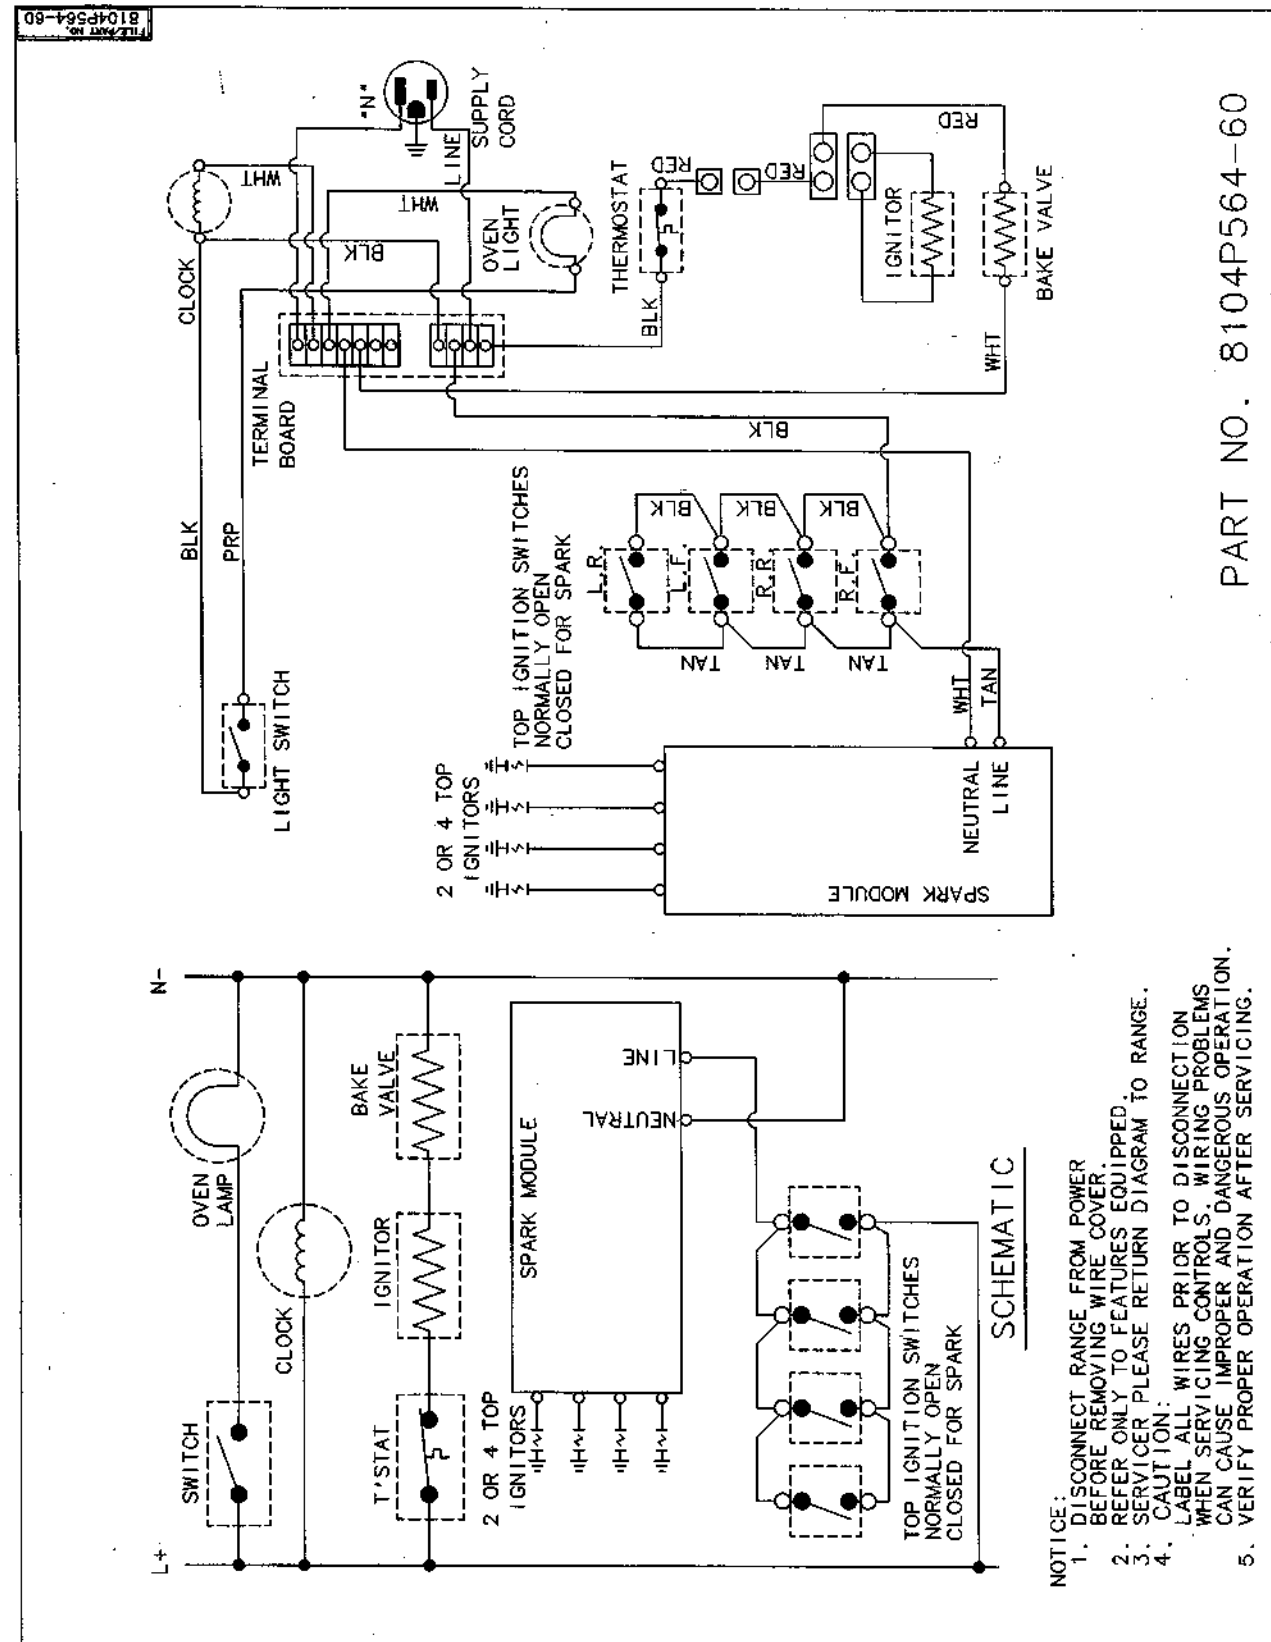 FILE/PART NO.
8104P564-60
"N"
SUPPLY
CORD
LINE
WHT
WHT
CLOCK
BLK
OVEN
LIGHT
THERMOSTAT
RED
RED
RED
IGNITOR
BAKE VALVE
BLK
WHT
TERMINAL
BOARD
BLK
BLK
PRP
LIGHT SWITCH
TOP IGNITION SWITCHES
NORMALLY OPEN
CLOSED FOR SPARK
L.R.
L.F.
R.R.
R.F.
BLK
BLK
BLK
TAN
TAN
TAN
WHT
TAN
2 OR 4 TOP
IGNITORS
NEUTRAL
LINE
SPARK MODULE
PART NO. 8104P564-60
L+
N-
SWITCH
OVEN
LAMP
CLOCK
T'STAT
IGNITOR
BAKE
VALVE
2 OR 4 TOP
IGNITORS
SPARK MODULE
NEUTRAL
LINE
TOP IGNITION SWITCHES
NORMALLY OPEN
CLOSED FOR SPARK
SCHEMATIC
NOTICE:
1. DISCONNECT RANGE FROM POWER
BEFORE REMOVING WIRE COVER.
2. REFER ONLY TO FEATURES EQUIPPED.
3. SERVICER PLEASE RETURN DIAGRAM TO RANGE.
4. CAUTION:
LABEL ALL WIRES PRIOR TO DISCONNECTION
WHEN SERVICING CONTROLS. WIRING PROBLEMS
CAN CAUSE IMPROPER AND DANGEROUS OPERATION.
5. VERIFY PROPER OPERATION AFTER SERVICING.